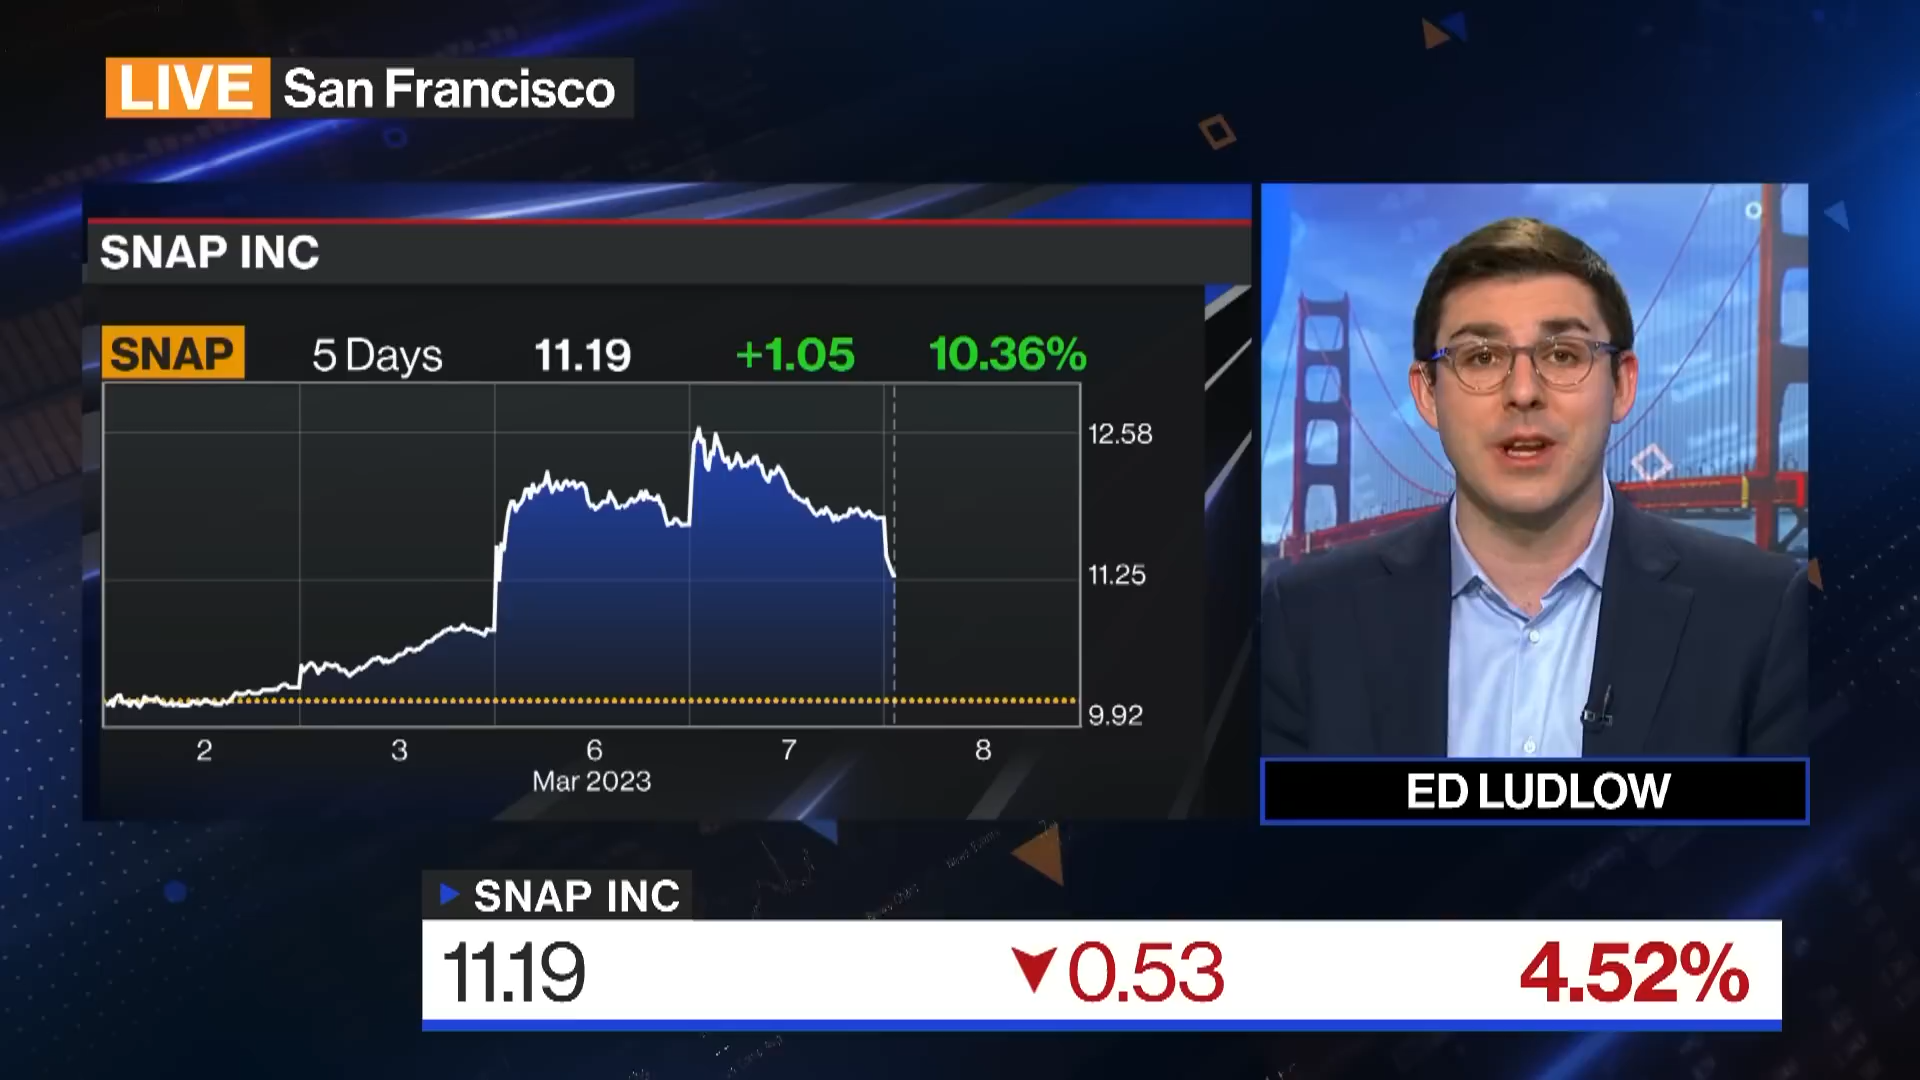 LIVE San Francisco
SNAP INC
SNAP 5 Days 11.19 +1.05 10.36%
12.58
11.25
9.92
2 3 6 7 8
Mar 2023
ED LUDLOW
SNAP INC
11.19 0.53 4.52%